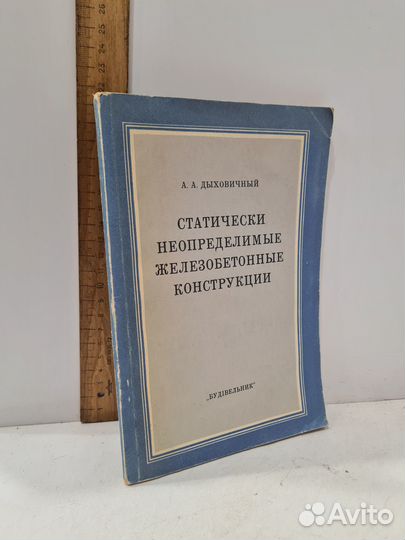 А. А. ДЫХОВИЧНЫЙ
СТАТИЧЕСКИ
НЕОПРЕДЕЛИМЫЕ
ЖЕЛЕЗОБЕТОННЫЕ
КОНСТРУКЦИИ
„БУДІВЕЛЬНИК"
Avito